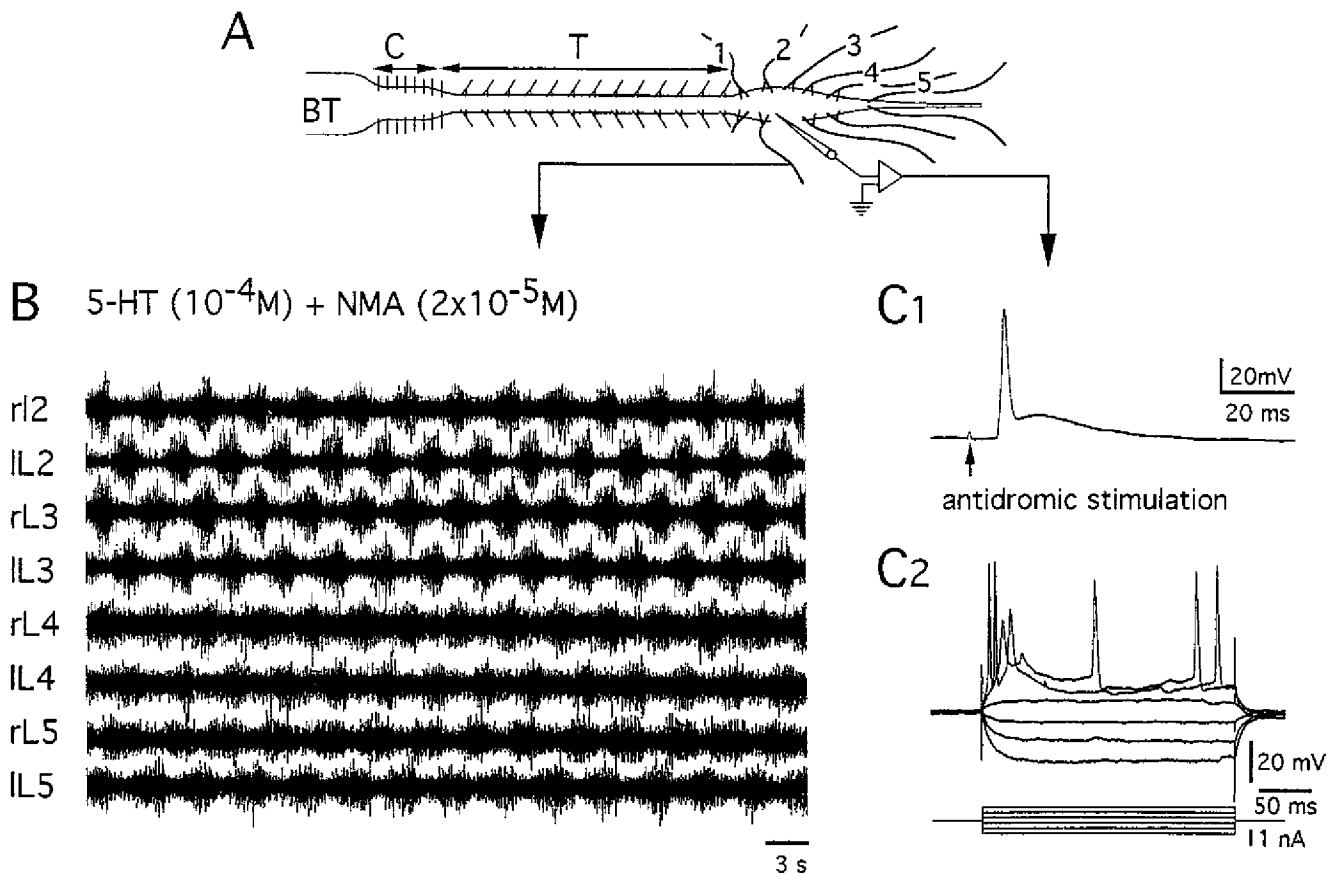 A
C
T
1
2
3
4
5
BT
B
5-HT (10⁻⁴M) + NMA (2x10⁻⁵M)
rl2
lL2
rL3
lL3
rL4
lL4
rL5
lL5
3 s
C1
20mV
20 ms
antidromic stimulation
C2
20 mV
50 ms
1 nA